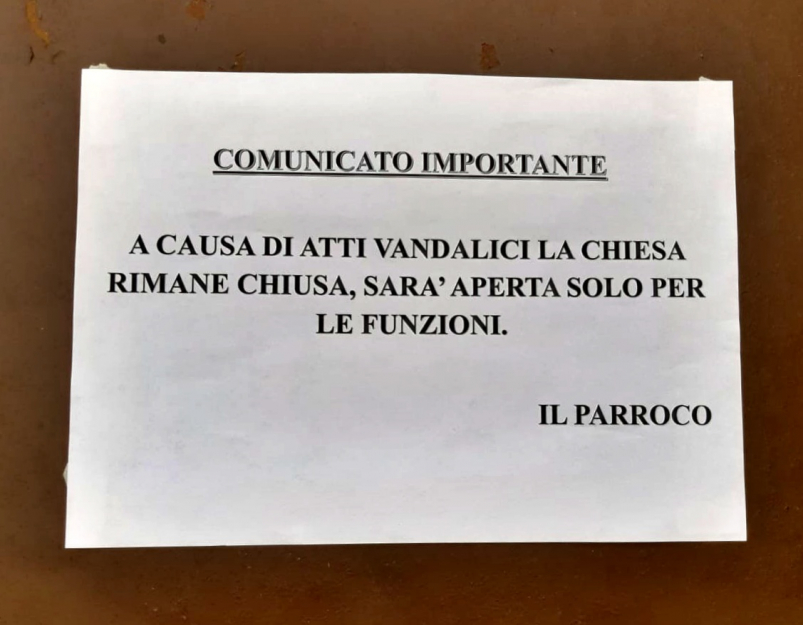 COMUNICATO IMPORTANTE
A CAUSA DI ATTI VANDALICI LA CHIESA
RIMANE CHIUSA, SARA’ APERTA SOLO PER
LE FUNZIONI.
IL PARROCO